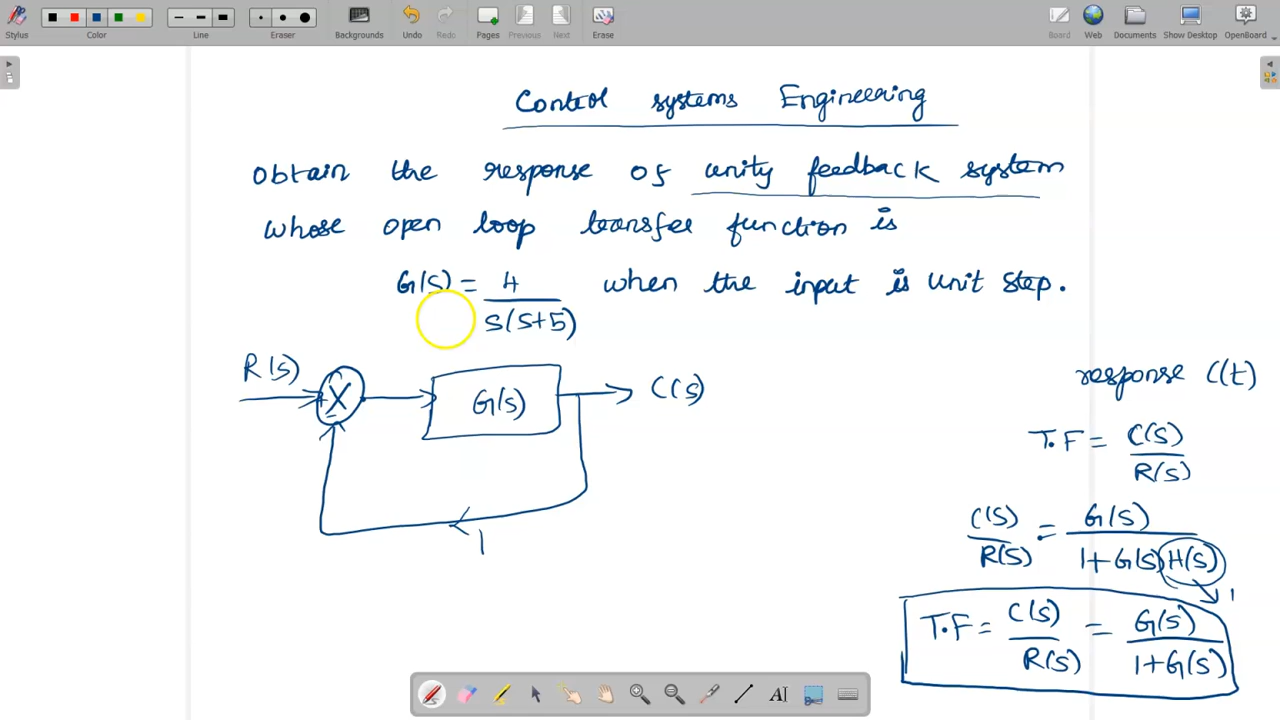 Stylus
Color
Line
Eraser
Backgrounds
Undo
Redo
Pages
Previous
Next
Erase
Board
Web
Documents
Show Desktop
OpenBoard
Control systems Engineering
obtain the response of unity feedback system
whose open loop transfer function is
G(s) = 4 / s(s+5) when the input is unit step.
R(s)
+
X
-
G(s)
C(s)
1
response C(t)
T.F = C(s) / R(s)
C(s) / R(s) = G(s) / 1+G(s)H(s)
1
T.F = C(s) / R(s) = G(s) / 1+G(s)
AI